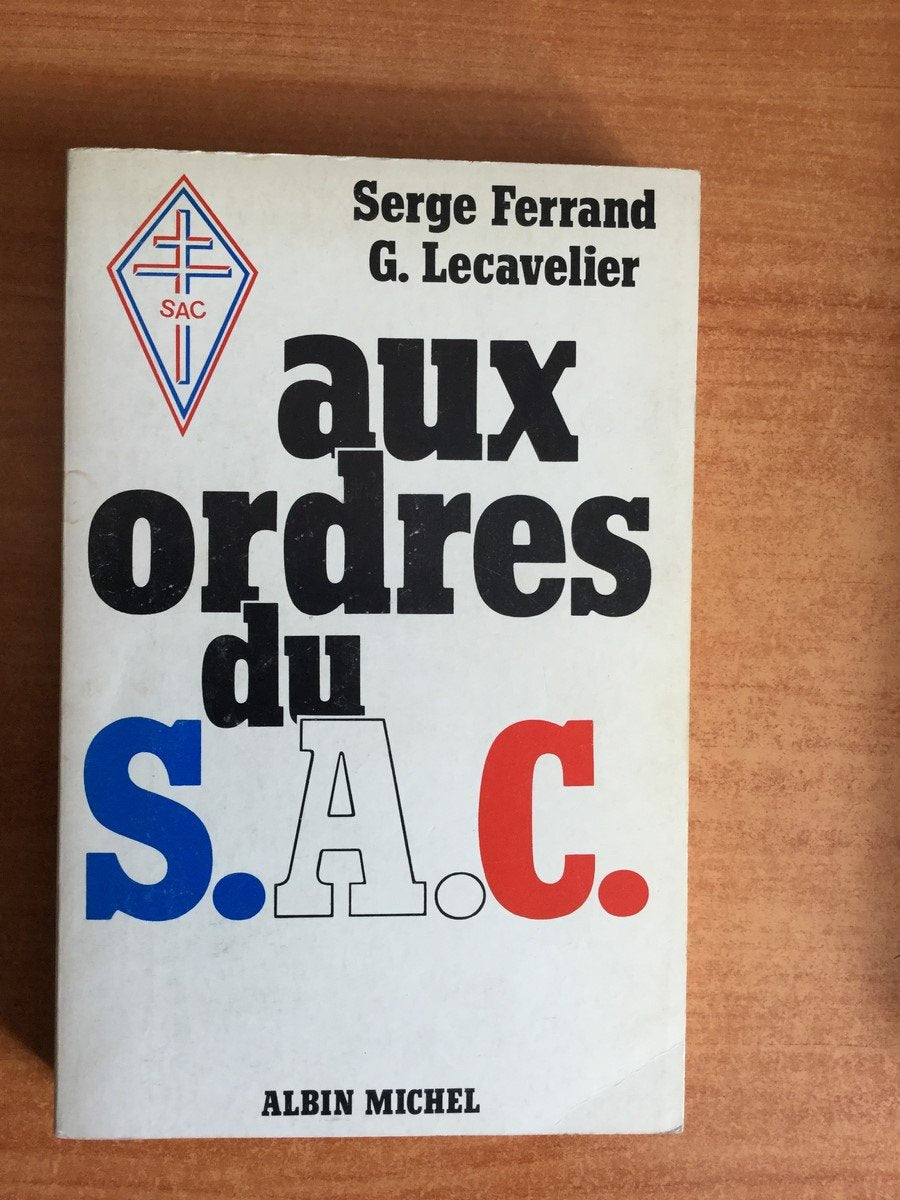 Serge Ferrand
G. Lecavelier
SAC
aux
ordres
du
S.A.C.
ALBIN MICHEL